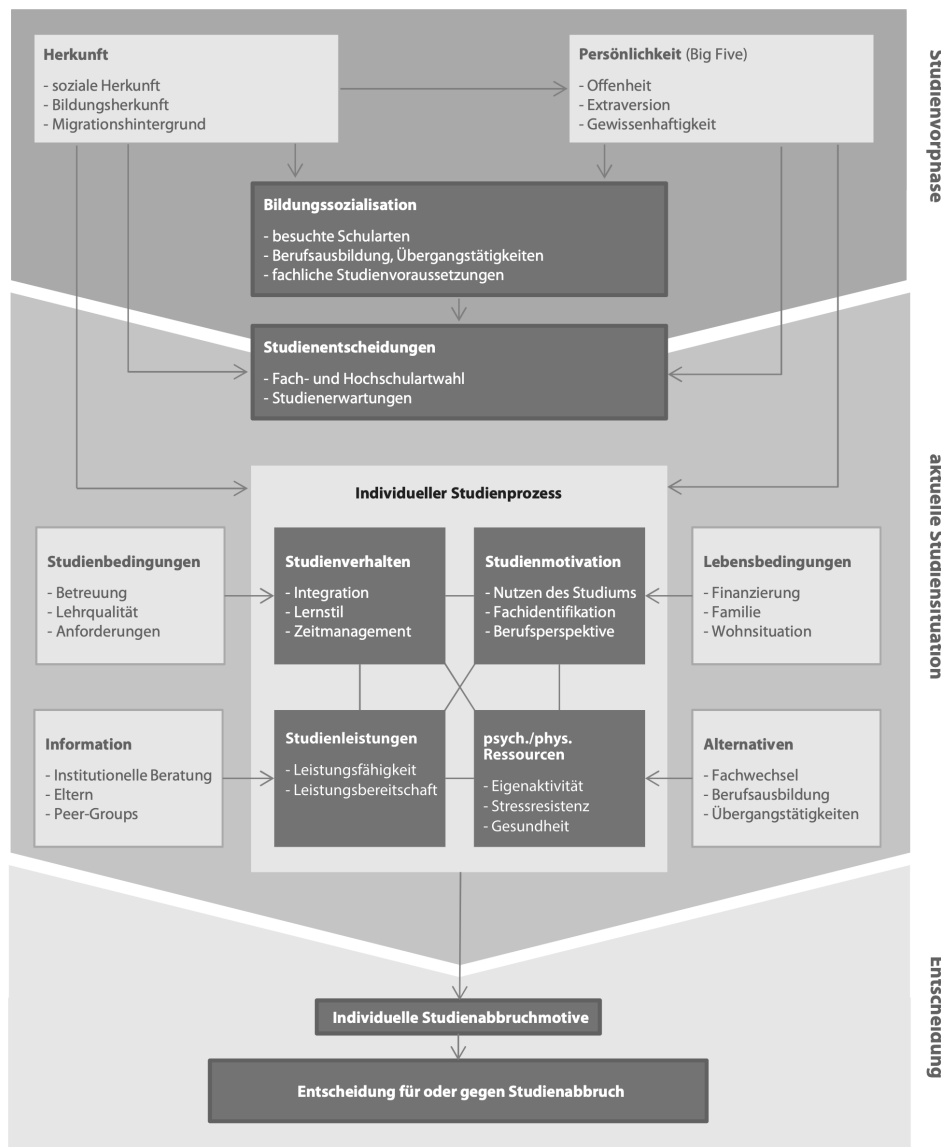 Herkunft
- soziale Herkunft
- Bildungsherkunft
- Migrationshintergrund
Persönlichkeit (Big Five)
- Offenheit
- Extraversion
- Gewissenhaftigkeit
Studienvorphase
Bildungssozialisation
- besuchte Schularten
- Berufsausbildung, Übergangstätigkeiten
- fachliche Studienvoraussetzungen
Studienentscheidungen
- Fach- und Hochschulartwahl
- Studienerwartungen
aktuelle Studiensituation
Individueller Studienprozess
Studienbedingungen
- Betreuung
- Lehrqualität
- Anforderungen
Studienverhalten
- Integration
- Lernstil
- Zeitmanagement
Studienmotivation
- Nutzen des Studiums
- Fachidentifikation
- Berufsperspektive
Lebensbedingungen
- Finanzierung
- Familie
- Wohnsituation
Information
- Institutionelle Beratung
- Eltern
- Peer-Groups
Studienleistungen
- Leistungsfähigkeit
- Leistungsbereitschaft
psych./phys.
Ressourcen
- Eigenaktivität
- Stressresistenz
- Gesundheit
Alternativen
- Fachwechsel
- Berufsausbildung
- Übergangstätigkeiten
Entscheidung
Individuelle Studienabbruchmotive
Entscheidung für oder gegen Studienabbruch